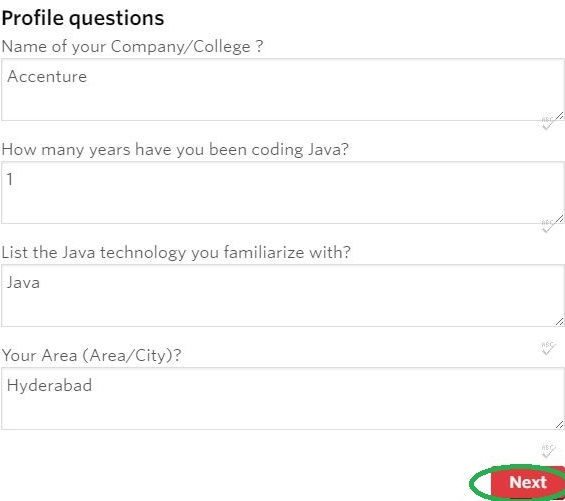 Profile questions
Name of your Company/College ?
Accenture
How many years have you been coding Java?
1
List the Java technology you familiarize with?
Java
Your Area (Area/City)?
Hyderabad
Next